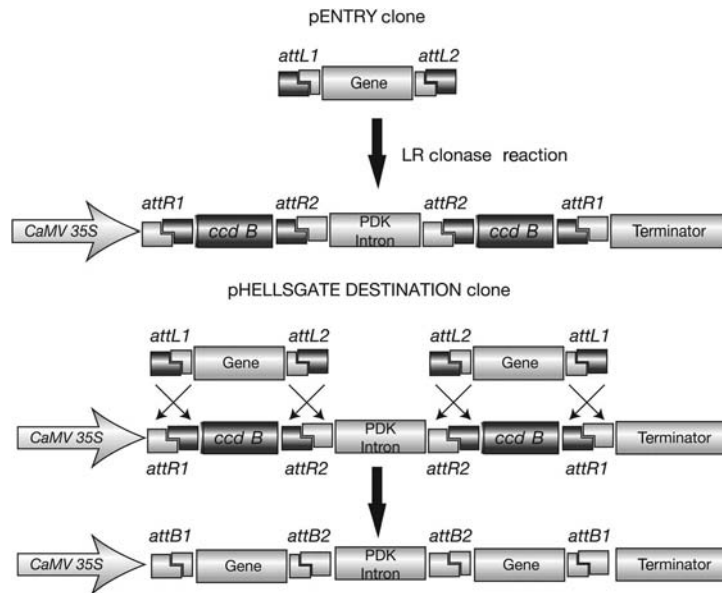 pENTRY clone
attL1 attL2
Gene
LR clonase reaction
attR1 attR2 attR2 attR1
CaMV 35S ccd B PDK Intron ccd B Terminator
pHELLSGATE DESTINATION clone
attL1 attL2 attL2 attL1
Gene Gene
CaMV 35S ccd B PDK Intron ccd B Terminator
attR1 attR2 attR2 attR1
attB1 attB2 attB2 attB1
CaMV 35S Gene PDK Intron Gene Terminator